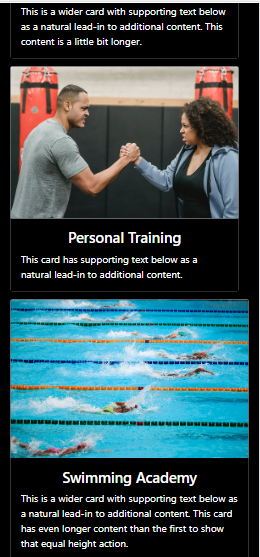 This is a wider card with supporting text below
as a natural lead-in to additional content. This
content is a little bit longer.
Personal Training
This card has supporting text below as a
natural lead-in to additional content.
Swimming Academy
This is a wider card with supporting text below as
a natural lead-in to additional content. This card
has even longer content than the first to show
that equal height action.